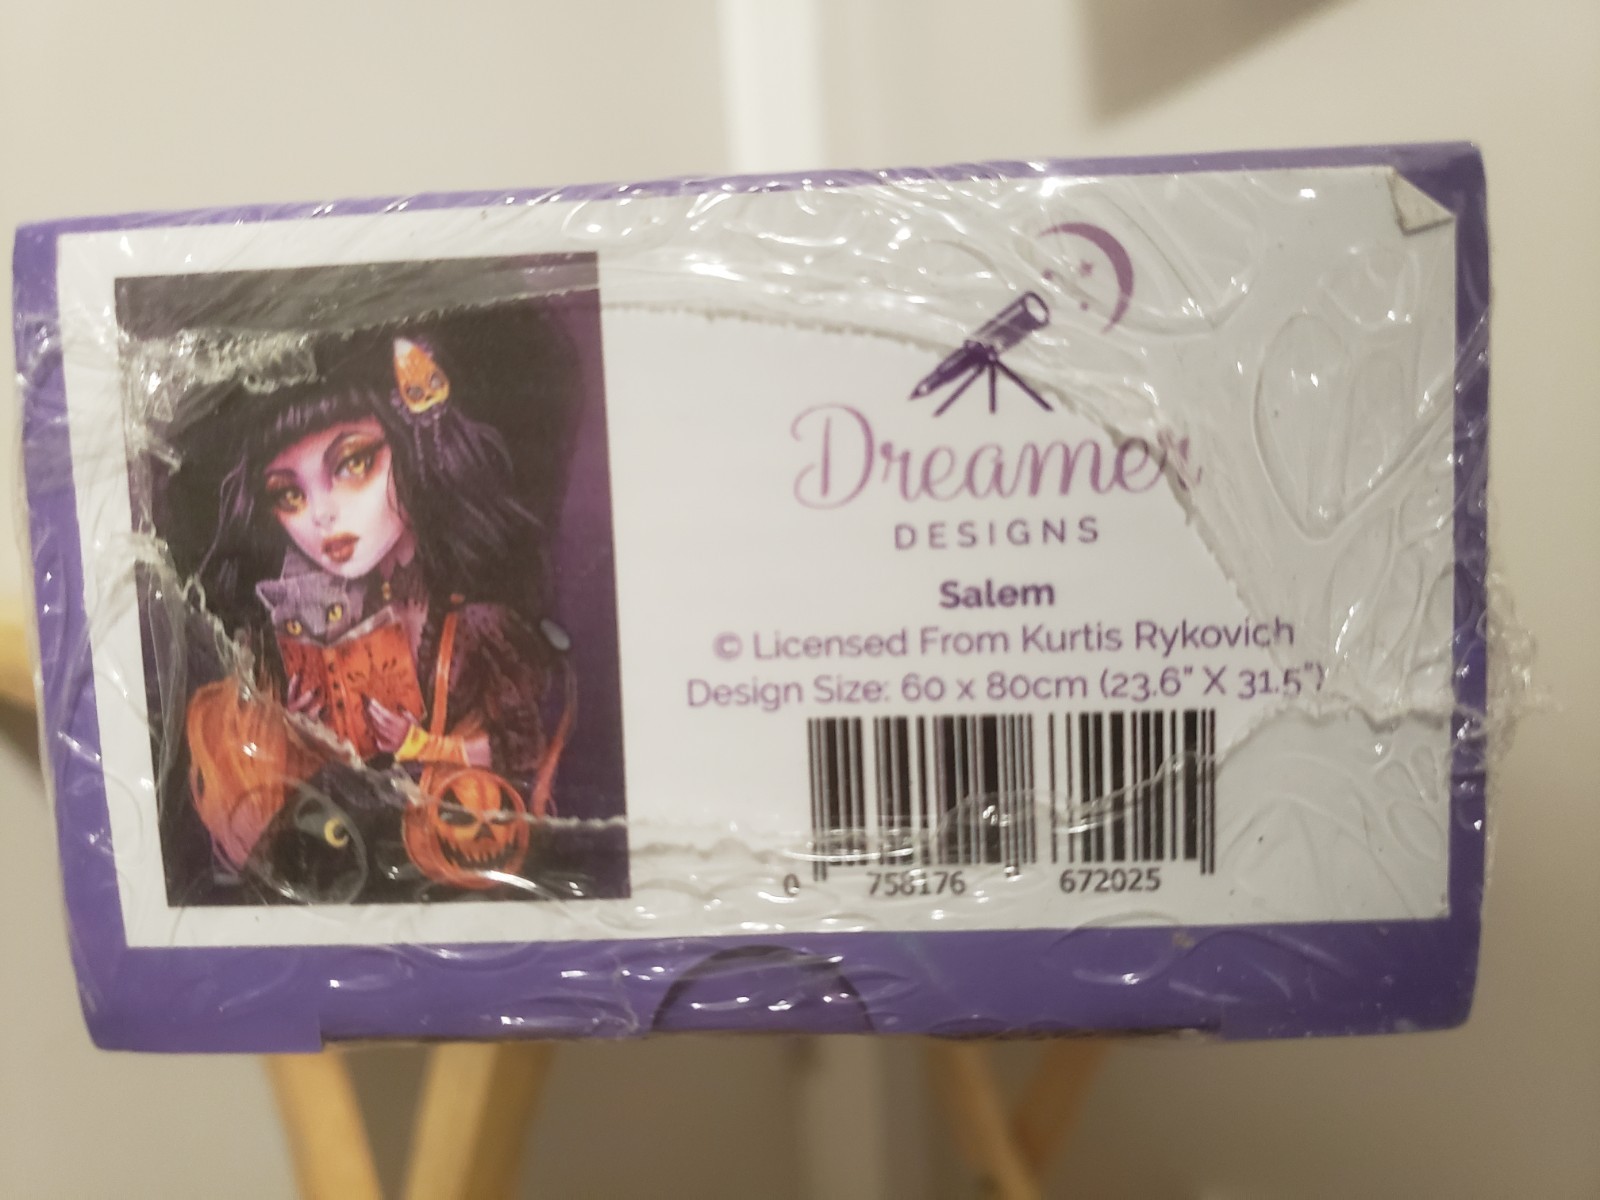 Dreamer
DESIGNS
Salem
© Licensed From Kurtis Rykovich
Design Size: 60 x 80cm (23.6" X 31.5")
0 758176 672025